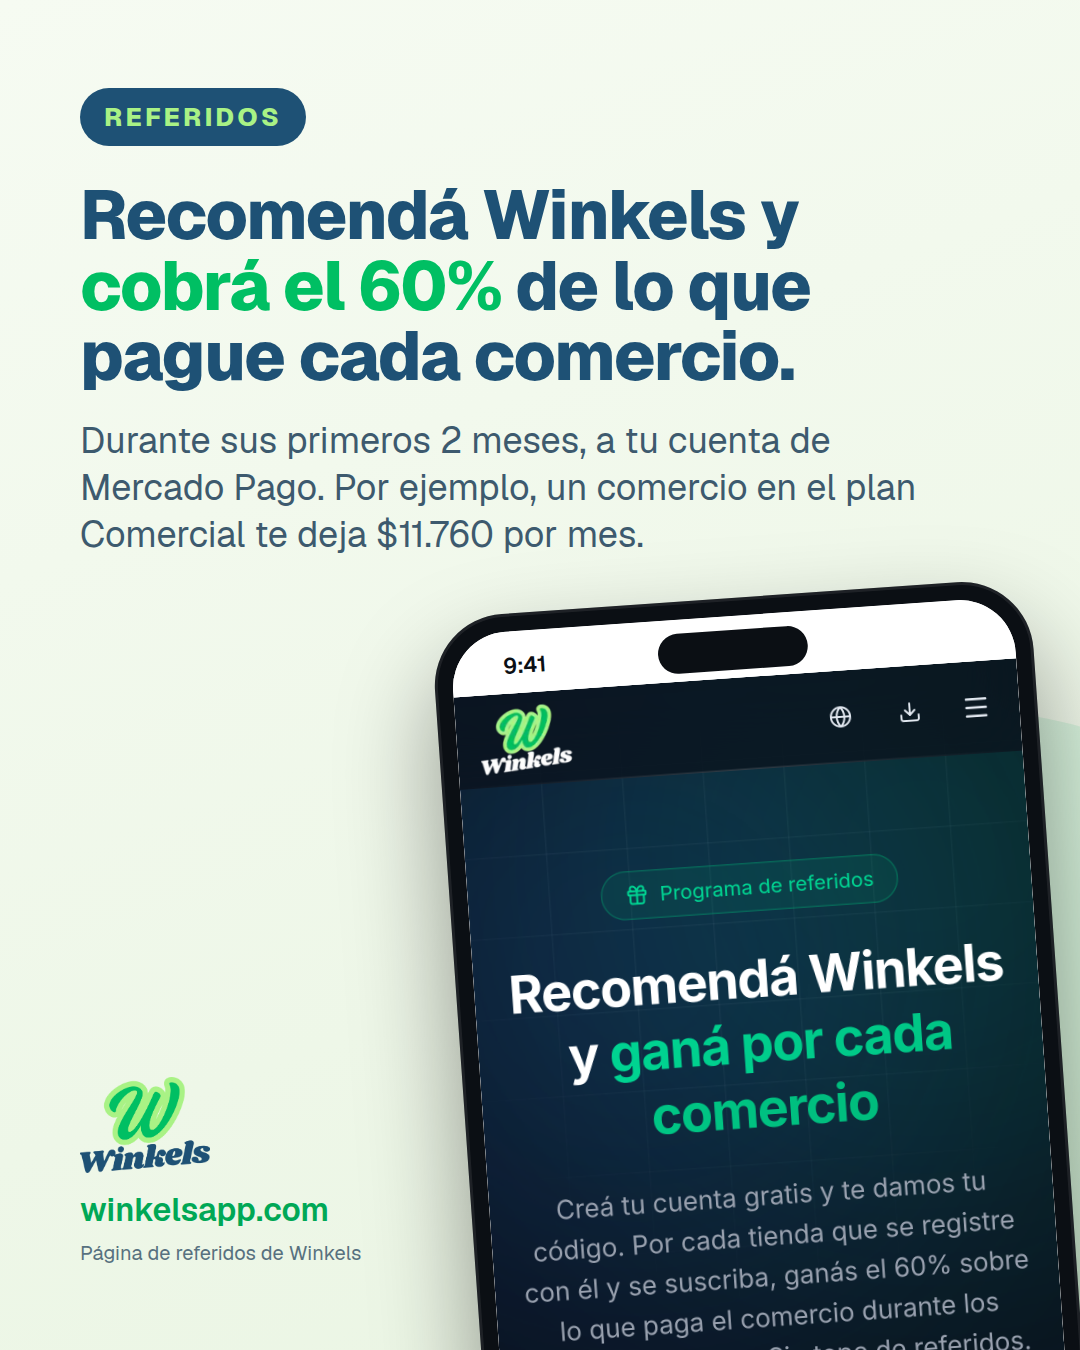 REFERIDOS
Recomendá Winkels y
cobrá el 60% de lo que
pague cada comercio.
Durante sus primeros 2 meses, a tu cuenta de
Mercado Pago. Por ejemplo, un comercio en el plan
Comercial te deja $11.760 por mes.
9:41
W
Winkels
Programa de referidos
Recomendá Winkels
y ganá por cada
comercio
Creá tu cuenta gratis y te damos tu
código. Por cada tienda que se registre
con él y se suscriba, ganás el 60% sobre
lo que paga el comercio durante los
de referidos.
W
Winkels
winkelsapp.com
Página de referidos de Winkels